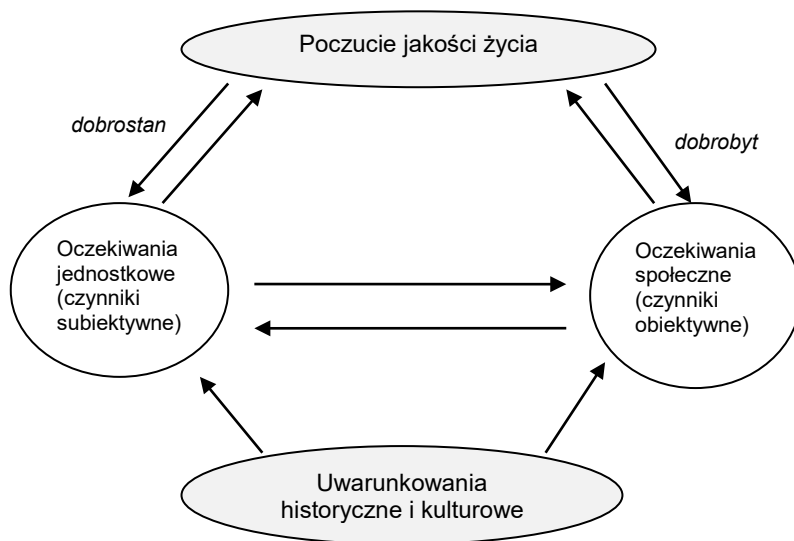 Poczucie jakości życia
dobrostan
dobrobyt
Oczekiwania
jednostkowe
(czynniki
subiektywne)
Oczekiwania
społeczne
(czynniki
obiektywne)
Uwarunkowania
historyczne i kulturowe